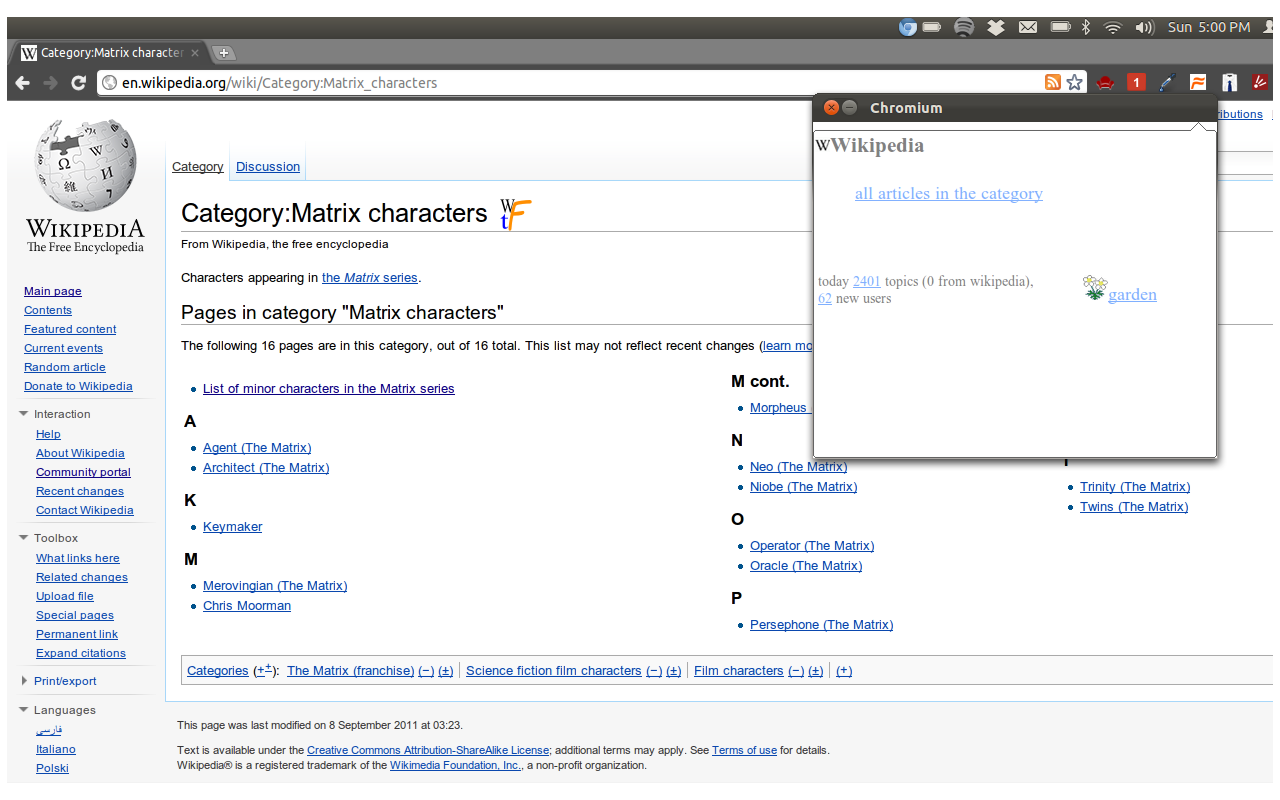 Sun 5:00 PM
Category:Matrix character
en.wikipedia.org/wiki/Category:Matrix_characters
1
Chromium
WWikipedia
all articles in the category
today 2401 topics (0 from wikipedia),
62 new users
garden
WIKIPEDIA
The Free Encyclopedia
Main page
Contents
Featured content
Current events
Random article
Donate to Wikipedia
Interaction
Help
About Wikipedia
Community portal
Recent changes
Contact Wikipedia
Toolbox
What links here
Related changes
Upload file
Special pages
Permanent link
Expand citations
Print/export
Languages
فارسی
Italiano
Polski
Category Discussion
Category:Matrix characters
From Wikipedia, the free encyclopedia
Characters appearing in the Matrix series.
Pages in category "Matrix characters"
The following 16 pages are in this category, out of 16 total. This list may not reflect recent changes (learn mo
List of minor characters in the Matrix series
A
Agent (The Matrix)
Architect (The Matrix)
K
Keymaker
M
Merovingian (The Matrix)
Chris Moorman
M cont.
Morpheus
N
Neo (The Matrix)
Niobe (The Matrix)
O
Operator (The Matrix)
Oracle (The Matrix)
P
Persephone (The Matrix)
Trinity (The Matrix)
Twins (The Matrix)
Categories (+⁺): The Matrix (franchise) (−) (±) | Science fiction film characters (−) (±) | Film characters (−) (±) | (+)
This page was last modified on 8 September 2011 at 03:23.
Text is available under the Creative Commons Attribution-ShareAlike License; additional terms may apply. See Terms of use for details.
Wikipedia® is a registered trademark of the Wikimedia Foundation, Inc., a non-profit organization.